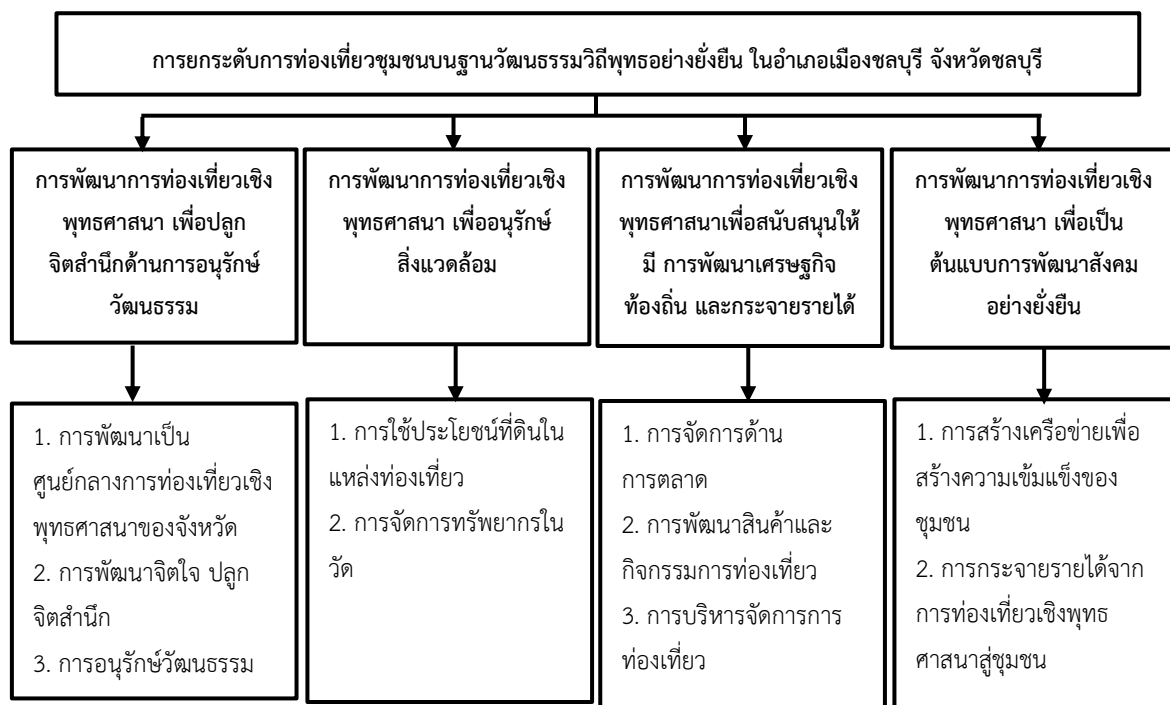 การยกระดับการท่องเที่ยวชุมชนบนฐานวัฒนธรรมวิถีพุทธอย่างยั่งยืน ในอำเภอเมืองชลบุรี จังหวัดชลบุรี
การพัฒนาการท่องเที่ยวเชิง
พุทธศาสนา เพื่อปลูก
จิตสำนึกด้านการอนุรักษ์
วัฒนธรรม
การพัฒนาการท่องเที่ยวเชิง
พุทธศาสนา เพื่ออนุรักษ์
สิ่งแวดล้อม
การพัฒนาการท่องเที่ยวเชิง
พุทธศาสนาเพื่อสนับสนุนให้
มี การพัฒนาเศรษฐกิจ
ท้องถิ่น และกระจายรายได้
การพัฒนาการท่องเที่ยวเชิง
พุทธศาสนา เพื่อเป็น
ต้นแบบการพัฒนาสังคม
อย่างยั่งยืน
1. การพัฒนาเป็น
ศูนย์กลางการท่องเที่ยวเชิง
พุทธศาสนาของจังหวัด
2. การพัฒนาจิตใจ ปลูก
จิตสำนึก
3. การอนุรักษ์วัฒนธรรม
1. การใช้ประโยชน์ที่ดินใน
แหล่งท่องเที่ยว
2. การจัดการทรัพยากรใน
วัด
1. การจัดการด้าน
การตลาด
2. การพัฒนาสินค้าและ
กิจกรรมการท่องเที่ยว
3. การบริหารจัดการการ
ท่องเที่ยว
1. การสร้างเครือข่ายเพื่อ
สร้างความเข้มแข็งของ
ชุมชน
2. การกระจายรายได้จาก
การท่องเที่ยวเชิงพุทธ
ศาสนาสู่ชุมชน